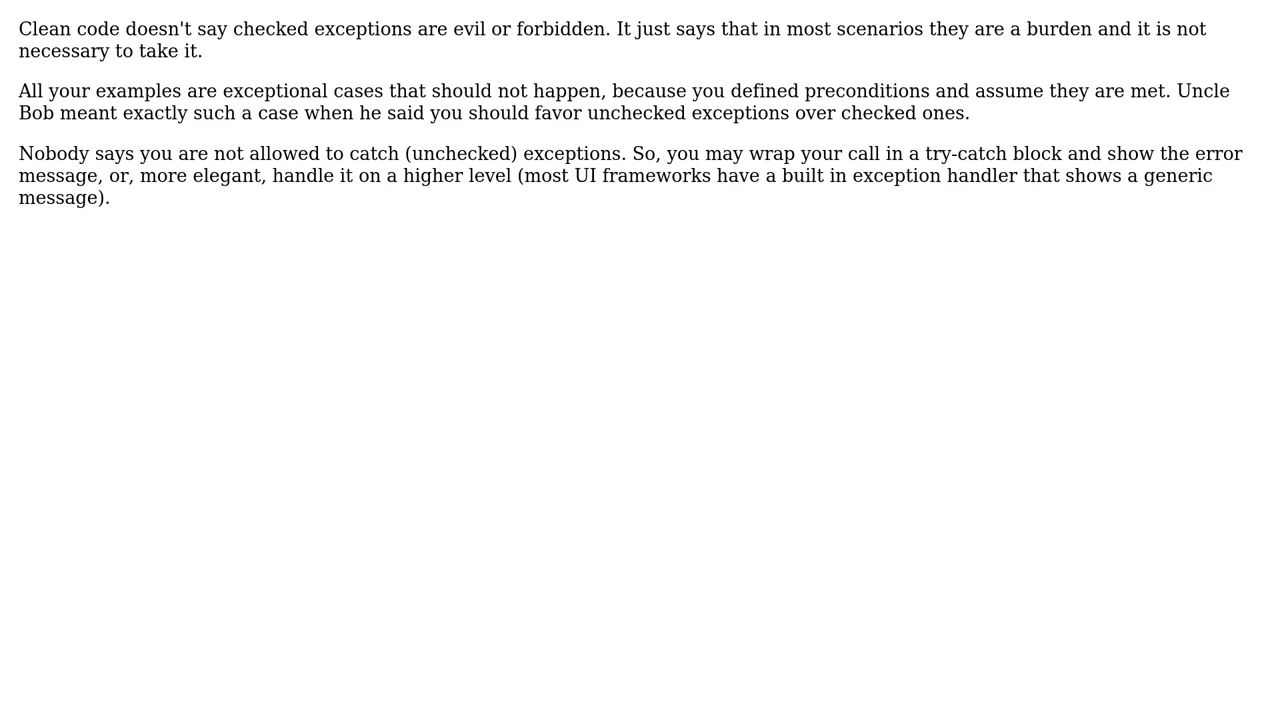 Clean code doesn't say checked exceptions are evil or forbidden. It just says that in most scenarios they are a burden and it is not
necessary to take it.
All your examples are exceptional cases that should not happen, because you defined preconditions and assume they are met. Uncle
Bob meant exactly such a case when he said you should favor unchecked exceptions over checked ones.
Nobody says you are not allowed to catch (unchecked) exceptions. So, you may wrap your call in a try-catch block and show the error
message, or, more elegant, handle it on a higher level (most UI frameworks have a built in exception handler that shows a generic
message).